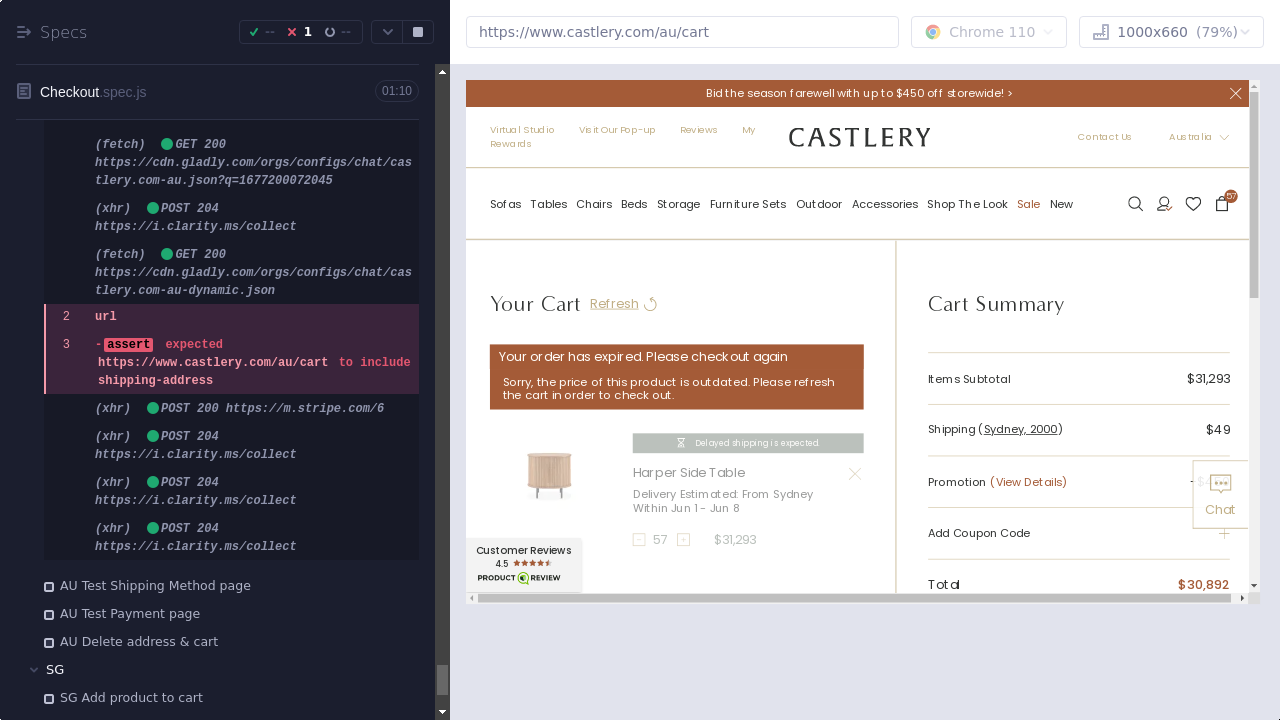 Specs
-- 1 --
https://www.castlery.com/au/cart
Chrome 110
1000x660 (79%)
Checkout.spec.js
01:10
(fetch) GET 200
https://cdn.gladly.com/orgs/configs/chat/cas
tlery.com-au.json?q=1677200072045
(xhr) POST 204
https://i.clarity.ms/collect
(fetch) GET 200
https://cdn.gladly.com/orgs/configs/chat/cas
tlery.com-au-dynamic.json
2 url
3 -assert expected
https://www.castlery.com/au/cart to include
shipping-address
(xhr) POST 200 https://m.stripe.com/6
(xhr) POST 204
https://i.clarity.ms/collect
(xhr) POST 204
https://i.clarity.ms/collect
(xhr) POST 204
https://i.clarity.ms/collect
AU Test Shipping Method page
AU Test Payment page
AU Delete address & cart
SG
SG Add product to cart
Bid the season farewell with up to $450 off storewide! >
Virtual Studio Visit Our Pop-up Reviews My
Rewards
CASTLERY
Contact Us Australia
Sofas Tables Chairs Beds Storage Furniture Sets Outdoor Accessories Shop The Look Sale New
57
Your Cart Refresh
Your order has expired. Please checkout again
Sorry, the price of this product is outdated. Please refresh
the cart in order to check out.
Delayed shipping is expected.
Harper Side Table
Delivery Estimated: From Sydney
Within Jun 1 - Jun 8
- 57 + $31,293
Customer Reviews
4.5
PRODUCT REVIEW
Cart Summary
Items Subtotal $31,293
Shipping (Sydney, 2000) $49
Promotion (View Details)
Chat
Add Coupon Code +
Total $30,892